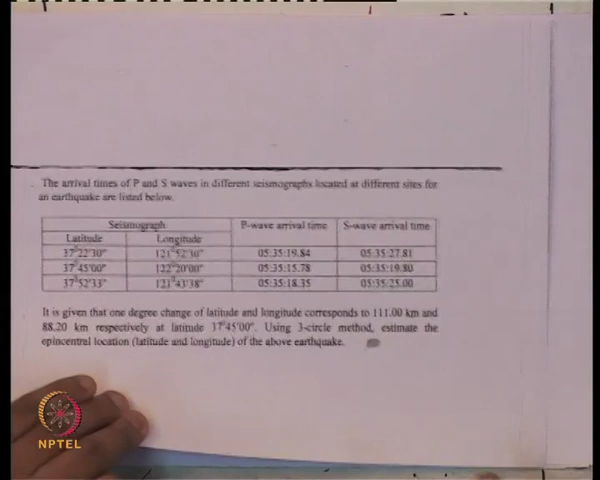 The arrival times of P and S waves in different seismographs located at different sites for
an earthquake are listed below.
Seismograph P-wave arrival time S-wave arrival time
Latitude Longitude
37°22'30" 121°52'30" 05:35:19.84 05:35:27.81
37°45'00" 122°20'00" 05:35:15.78 05:35:19.80
37°52'33" 121°43'38" 05:35:18.35 05:35:25.00
It is given that one degree change of latitude and longitude corresponds to 111.00 km and
88.20 km respectively at latitude 37°45'00". Using 3-circle method, estimate the
epincentral location (latitude and longitude) of the above earthquake.
NPTEL